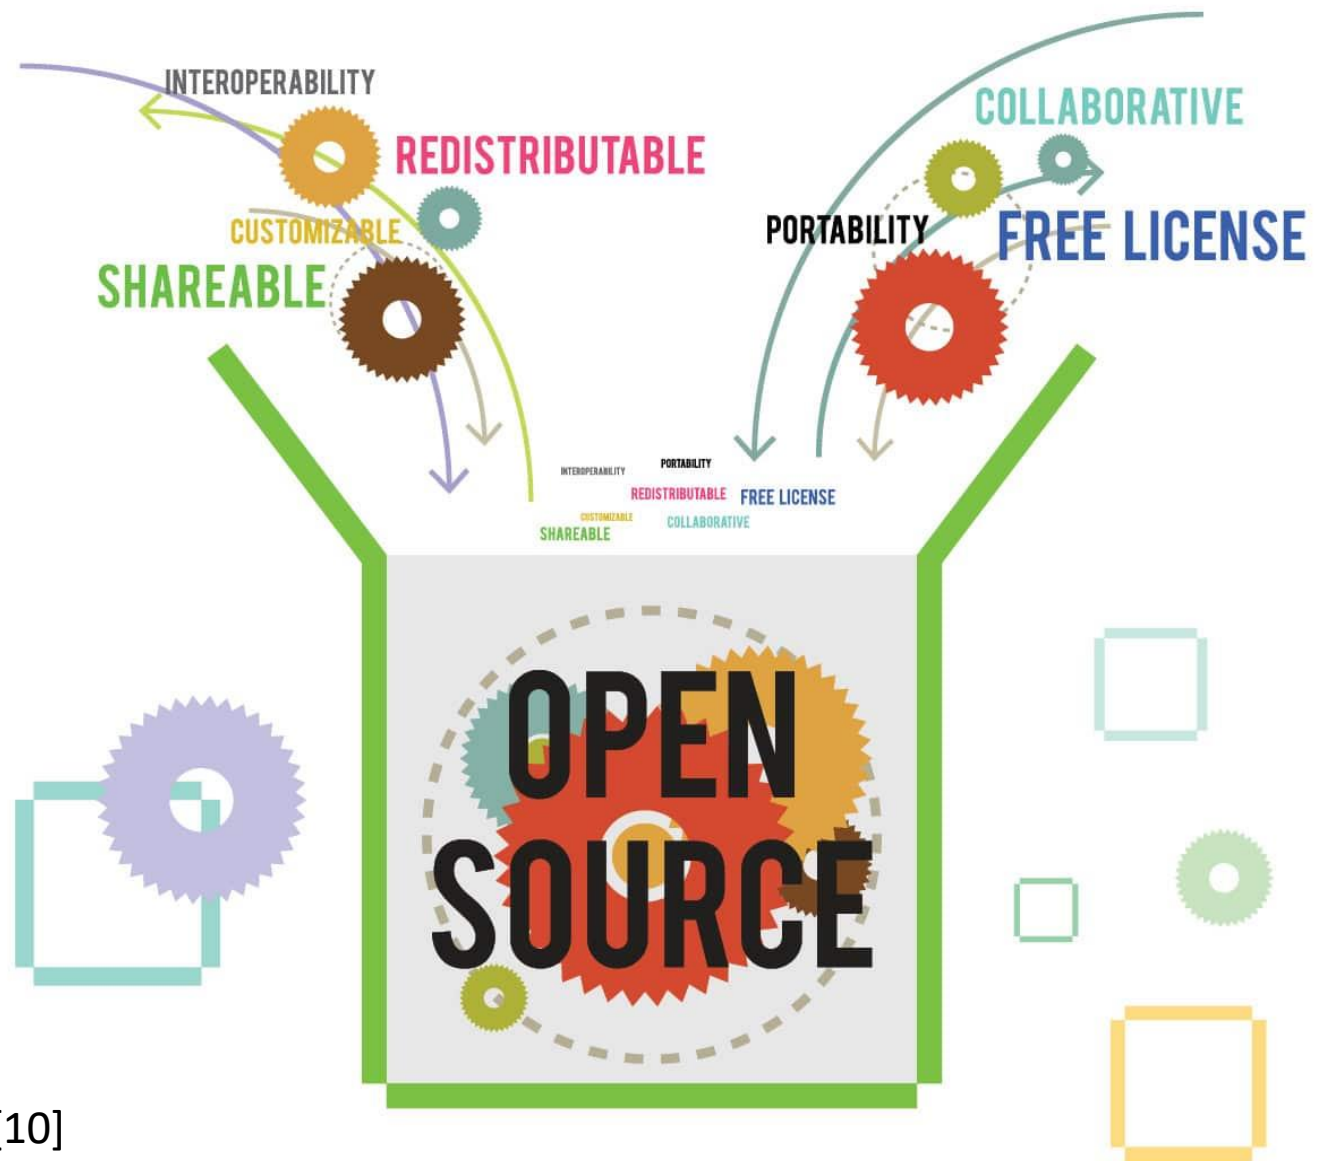 INTEROPERABILITY
REDISTRIBUTABLE
CUSTOMIZABLE
SHAREABLE
COLLABORATIVE
PORTABILITY
FREE LICENSE
INTEROPERABILITY
PORTABILITY
REDISTRIBUTABLE
FREE LICENSE
CUSTOMIZABLE
COLLABORATIVE
SHAREABLE
OPEN
SOURCE
[10]